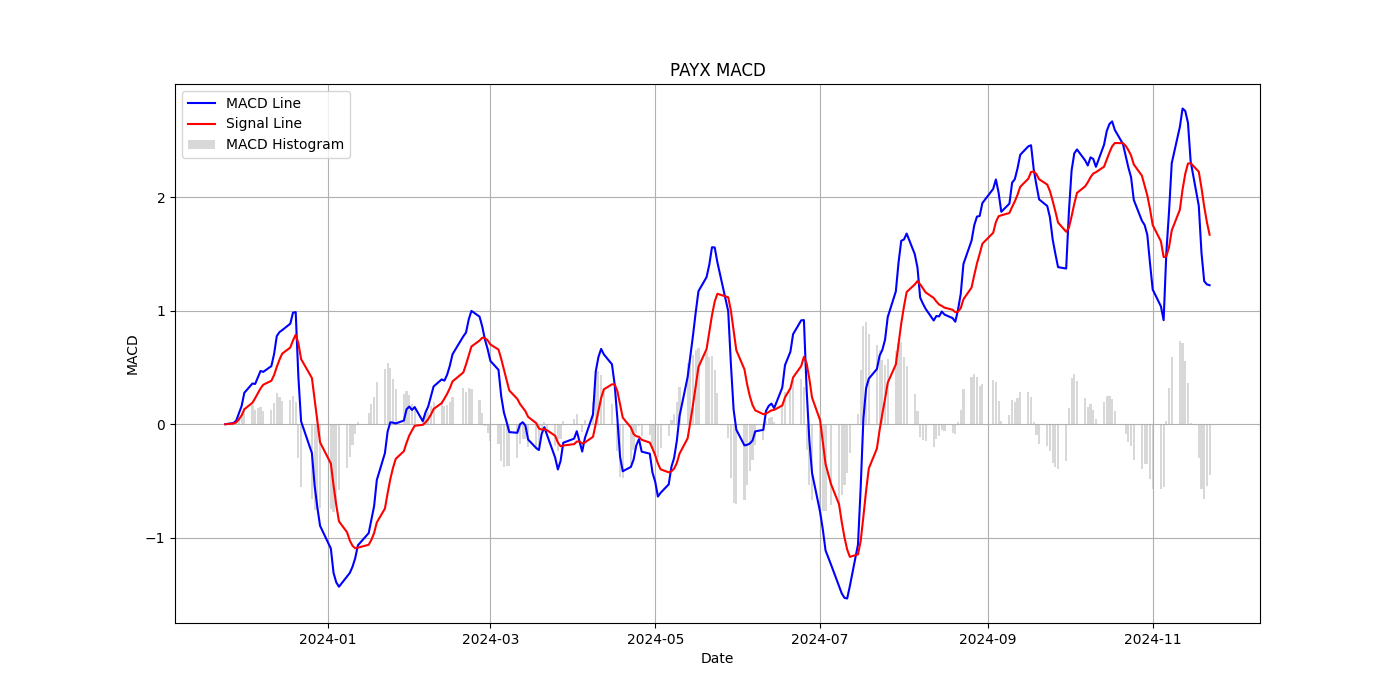 PAYX MACD
MACD Line
Signal Line
MACD Histogram
MACD
2
1
0
−1
2024-01
2024-03
2024-05
2024-07
2024-09
2024-11
Date